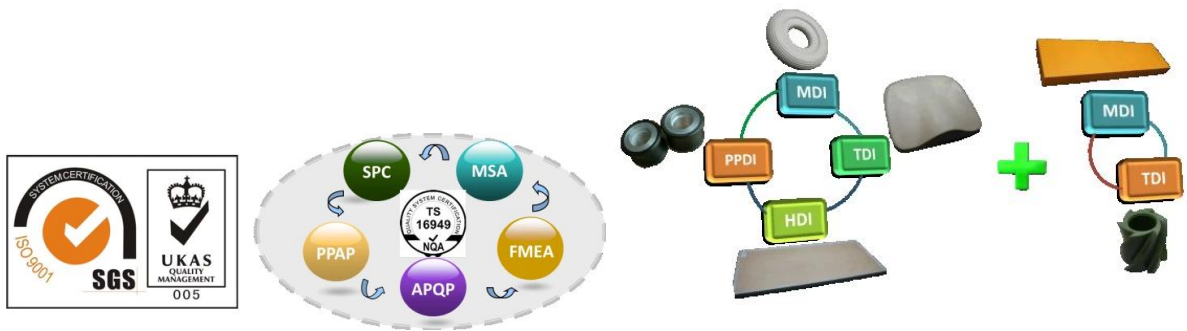 SYSTEM CERTIFICATION
ISO 9001
SGS
UKAS
QUALITY
MANAGEMENT
005
SPC
MSA
PPAP
FMEA
APQP
QUALITY SYSTEM CERTIFICATION
TS
16949
NQA
MDI
PPDI
TDI
HDI
MDI
TDI